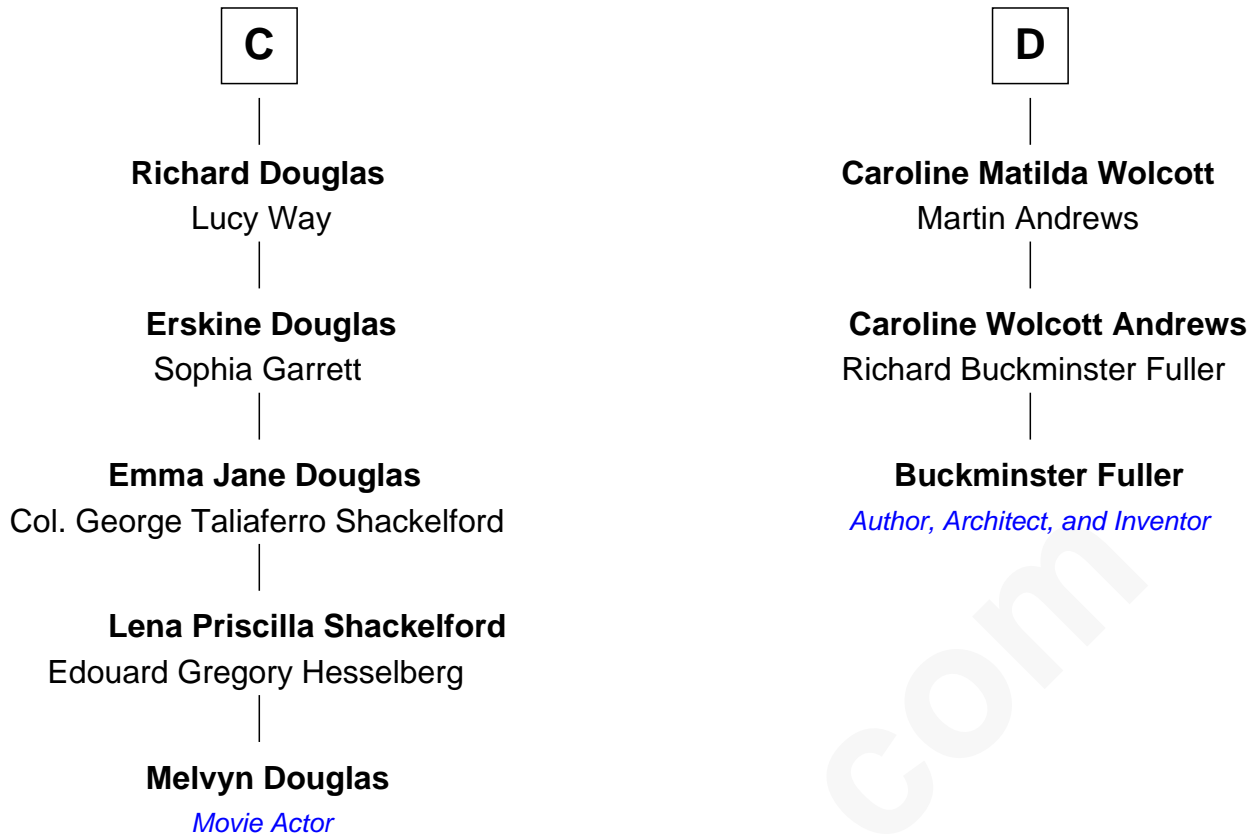 C
Richard Douglas
Lucy Way
Erskine Douglas
Sophia Garrett
Emma Jane Douglas
Col. George Taliaferro Shackelford
Lena Priscilla Shackelford
Edouard Gregory Hesselberg
Melvyn Douglas
Movie Actor
D
Caroline Matilda Wolcott
Martin Andrews
Caroline Wolcott Andrews
Richard Buckminster Fuller
Buckminster Fuller
Author, Architect, and Inventor
com